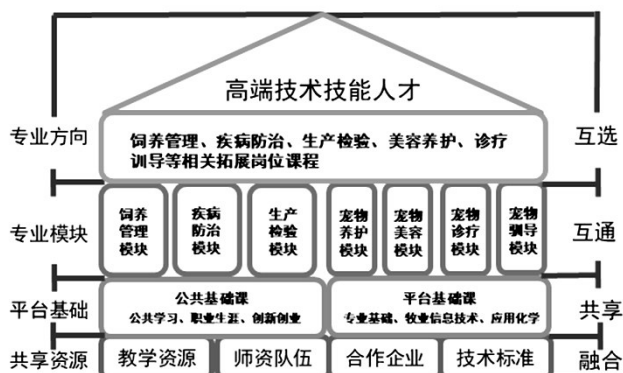 高端技术技能人才
专业方向
饲养管理、疾病防治、生产检验、美容养护、诊疗
训导等相关拓展岗位课程
互选
专业模块
饲养
管理
模块
疾病
防治
模块
生产
检验
模块
宠物
养护
模块
宠物
美容
模块
宠物
诊疗
模块
宠物
驯导
模块
互通
平台基础
公共基础课
公共学习、职业生涯、创新创业
平台基础课
专业基础、牧业信息技术、应用化学
共享
共享资源
教学资源
师资队伍
合作企业
技术标准
融合